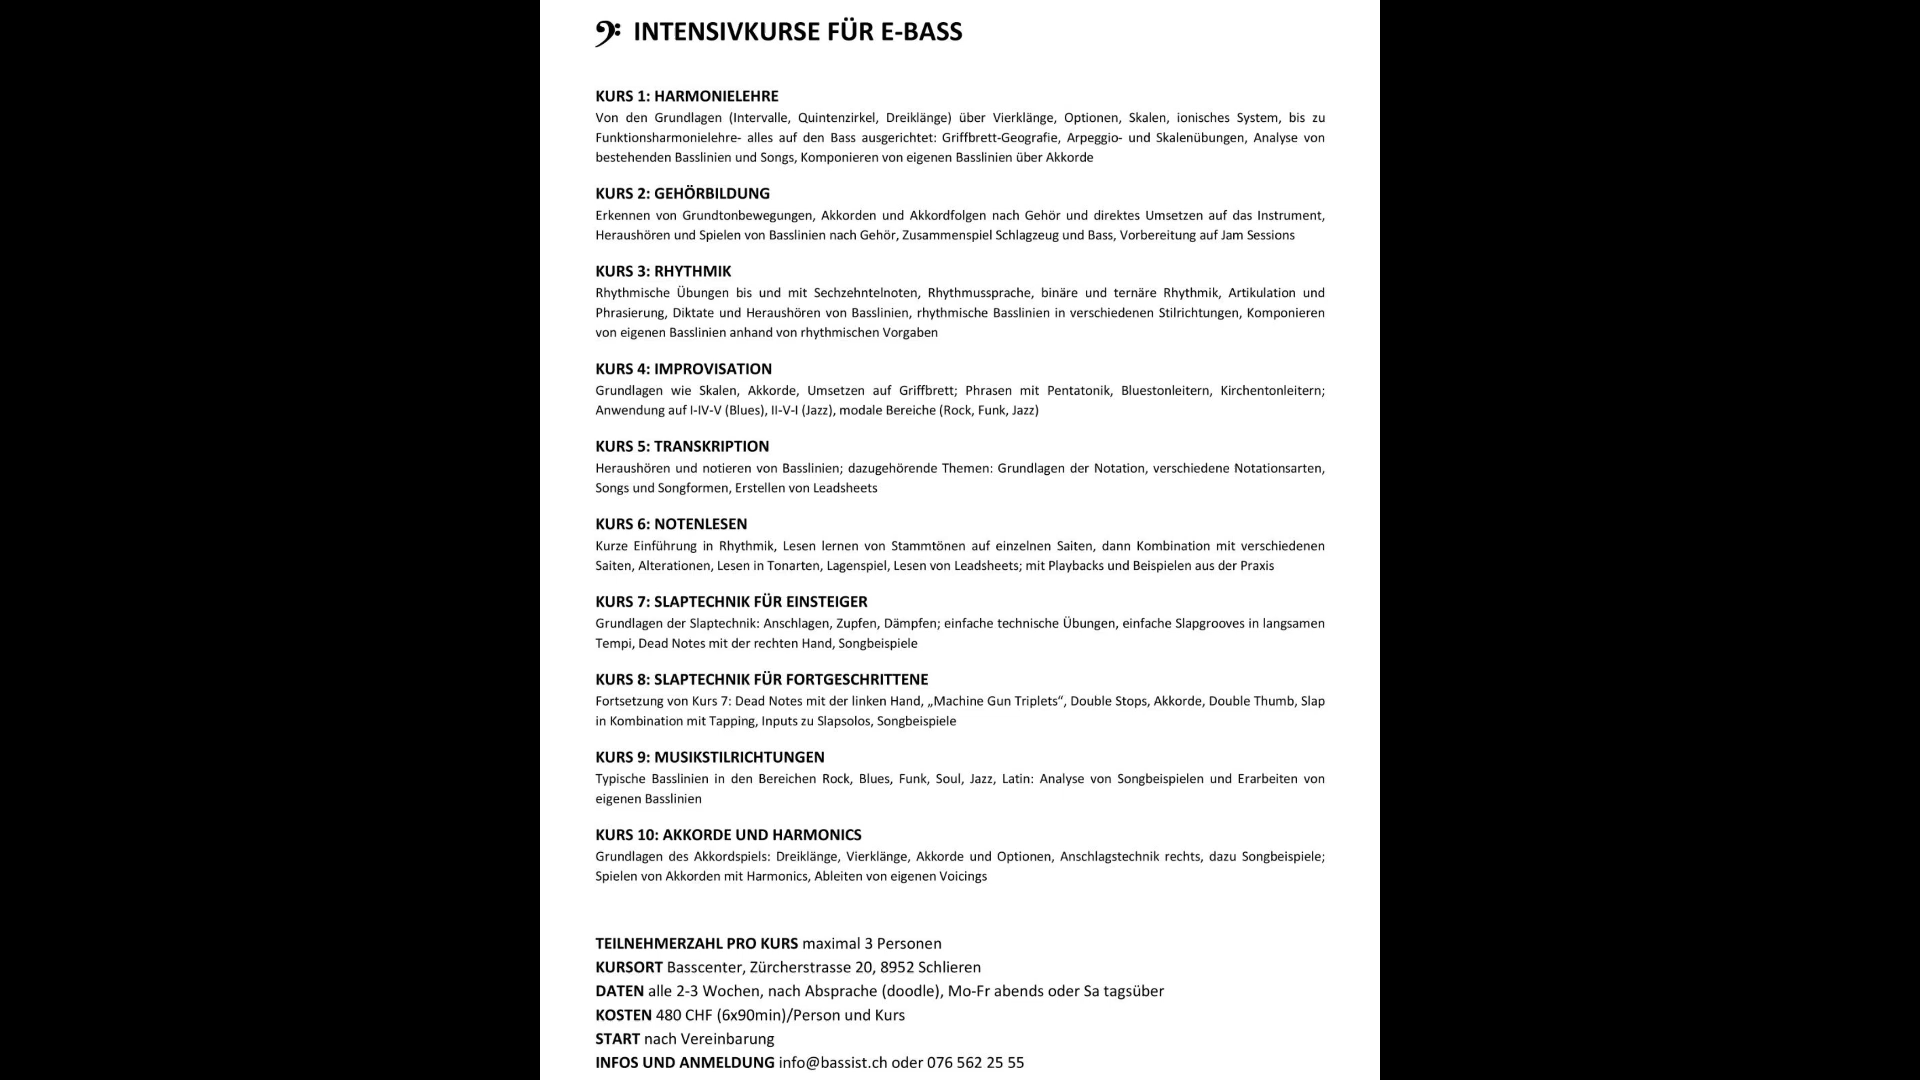 INTENSIVKURSE FÜR E-BASS
KURS 1: HARMONIELEHRE
Von den Grundlagen (Intervalle, Quintenzirkel, Dreiklänge) über Vierklänge, Optionen, Skalen, ionisches System, bis zu
Funktionsharmonielehre- alles auf den Bass ausgerichtet: Griffbrett-Geografie, Arpeggio- und Skalenübungen, Analyse von
bestehenden Basslinien und Songs, Komponieren von eigenen Basslinien über Akkorde
KURS 2: GEHÖRBILDUNG
Erkennen von Grundtonbewegungen, Akkorden und Akkordfolgen nach Gehör und direktes Umsetzen auf das Instrument,
Heraushören und Spielen von Basslinien nach Gehör, Zusammenspiel Schlagzeug und Bass, Vorbereitung auf Jam Sessions
KURS 3: RHYTHMIK
Rhythmische Übungen bis und mit Sechzehntelnoten, Rhythmussprache, binäre und ternäre Rhythmik, Artikulation und
Phrasierung, Diktate und Heraushören von Basslinien, rhythmische Basslinien in verschiedenen Stilrichtungen, Komponieren
von eigenen Basslinien anhand von rhythmischen Vorgaben
KURS 4: IMPROVISATION
Grundlagen wie Skalen, Akkorde, Umsetzen auf Griffbrett; Phrasen mit Pentatonik, Bluestonleitern, Kirchentonleitern;
Anwendung auf I-IV-V (Blues), II-V-I (Jazz), modale Bereiche (Rock, Funk, Jazz)
KURS 5: TRANSKRIPTION
Heraushören und notieren von Basslinien; dazugehörende Themen: Grundlagen der Notation, verschiedene Notationsarten,
Songs und Songformen, Erstellen von Leadsheets
KURS 6: NOTENLESEN
Kurze Einführung in Rhythmik, Lesen lernen von Stammtönen auf einzelnen Saiten, dann Kombination mit verschiedenen
Saiten, Alterationen, Lesen in Tonarten, Lagenspiel, Lesen von Leadsheets; mit Playbacks und Beispielen aus der Praxis
KURS 7: SLAPTECHNIK FÜR EINSTEIGER
Grundlagen der Slaptechnik: Anschlagen, Zupfen, Dämpfen; einfache technische Übungen, einfache Slapgrooves in langsamen
Tempi, Dead Notes mit der rechten Hand, Songbeispiele
KURS 8: SLAPTECHNIK FÜR FORTGESCHRITTENE
Fortsetzung von Kurs 7: Dead Notes mit der linken Hand, „Machine Gun Triplets“, Double Stops, Akkorde, Double Thumb, Slap
in Kombination mit Tapping, Inputs zu Slapsolos, Songbeispiele
KURS 9: MUSIKSTILRICHTUNGEN
Typische Basslinien in den Bereichen Rock, Blues, Funk, Soul, Jazz, Latin: Analyse von Songbeispielen und Erarbeiten von
eigenen Basslinien
KURS 10: AKKORDE UND HARMONICS
Grundlagen des Akkordspiels: Dreiklänge, Vierklänge, Akkorde und Optionen, Anschlagstechnik rechts, dazu Songbeispiele;
Spielen von Akkorden mit Harmonics, Ableiten von eigenen Voicings
TEILNEHMERZAHL PRO KURS maximal 3 Personen
KURSORT Basscenter, Zürcherstrasse 20, 8952 Schlieren
DATEN alle 2-3 Wochen, nach Absprache (doodle), Mo-Fr abends oder Sa tagsüber
KOSTEN 480 CHF (6x90min)/Person und Kurs
START nach Vereinbarung
INFOS UND ANMELDUNG info@bassist.ch oder 076 562 25 55